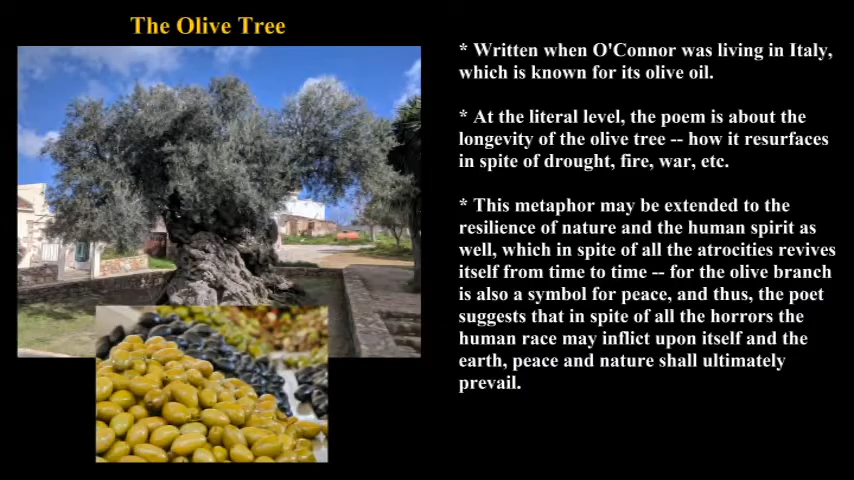 The Olive Tree
* Written when O'Connor was living in Italy,
which is known for its olive oil.
* At the literal level, the poem is about the
longevity of the olive tree -- how it resurfaces
in spite of drought, fire, war, etc.
* This metaphor may be extended to the
resilience of nature and the human spirit as
well, which in spite of all the atrocities revives
itself from time to time -- for the olive branch
is also a symbol for peace, and thus, the poet
suggests that in spite of all the horrors the
human race may inflict upon itself and the
earth, peace and nature shall ultimately
prevail.